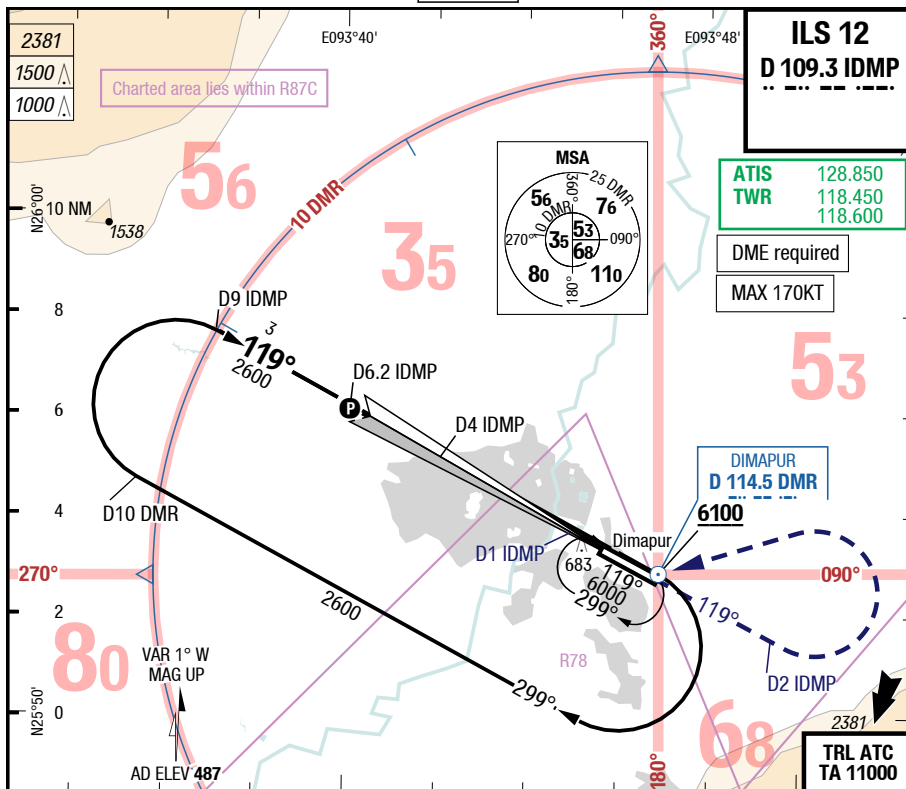 2381
1500
1000
E093°40'
E093°48'
360°
ILS 12
D 109.3 IDMP
Charted area lies within R87C
56
35
53
10 DMR
N26°00'
10 NM
1538
MSA
25 DMR
10 DMR
360°
56
76
270°
35
53
68
090°
80
110
180°
ATIS 128.850
TWR 118.450
118.600
DME required
MAX 170KT
8
D9 IDMP
3
119°
2600
D6.2 IDMP
P
6
D4 IDMP
4
D10 DMR
DIMAPUR
D 114.5 DMR
6100
D1 IDMP
Dimapur
683
270°
090°
119°
6000
299°
119°
2600
2
80
VAR 1° W
MAG UP
R78
D2 IDMP
299°
N25°50'
0
68
2381
AD ELEV 487
180°
TRL ATC
TA 11000